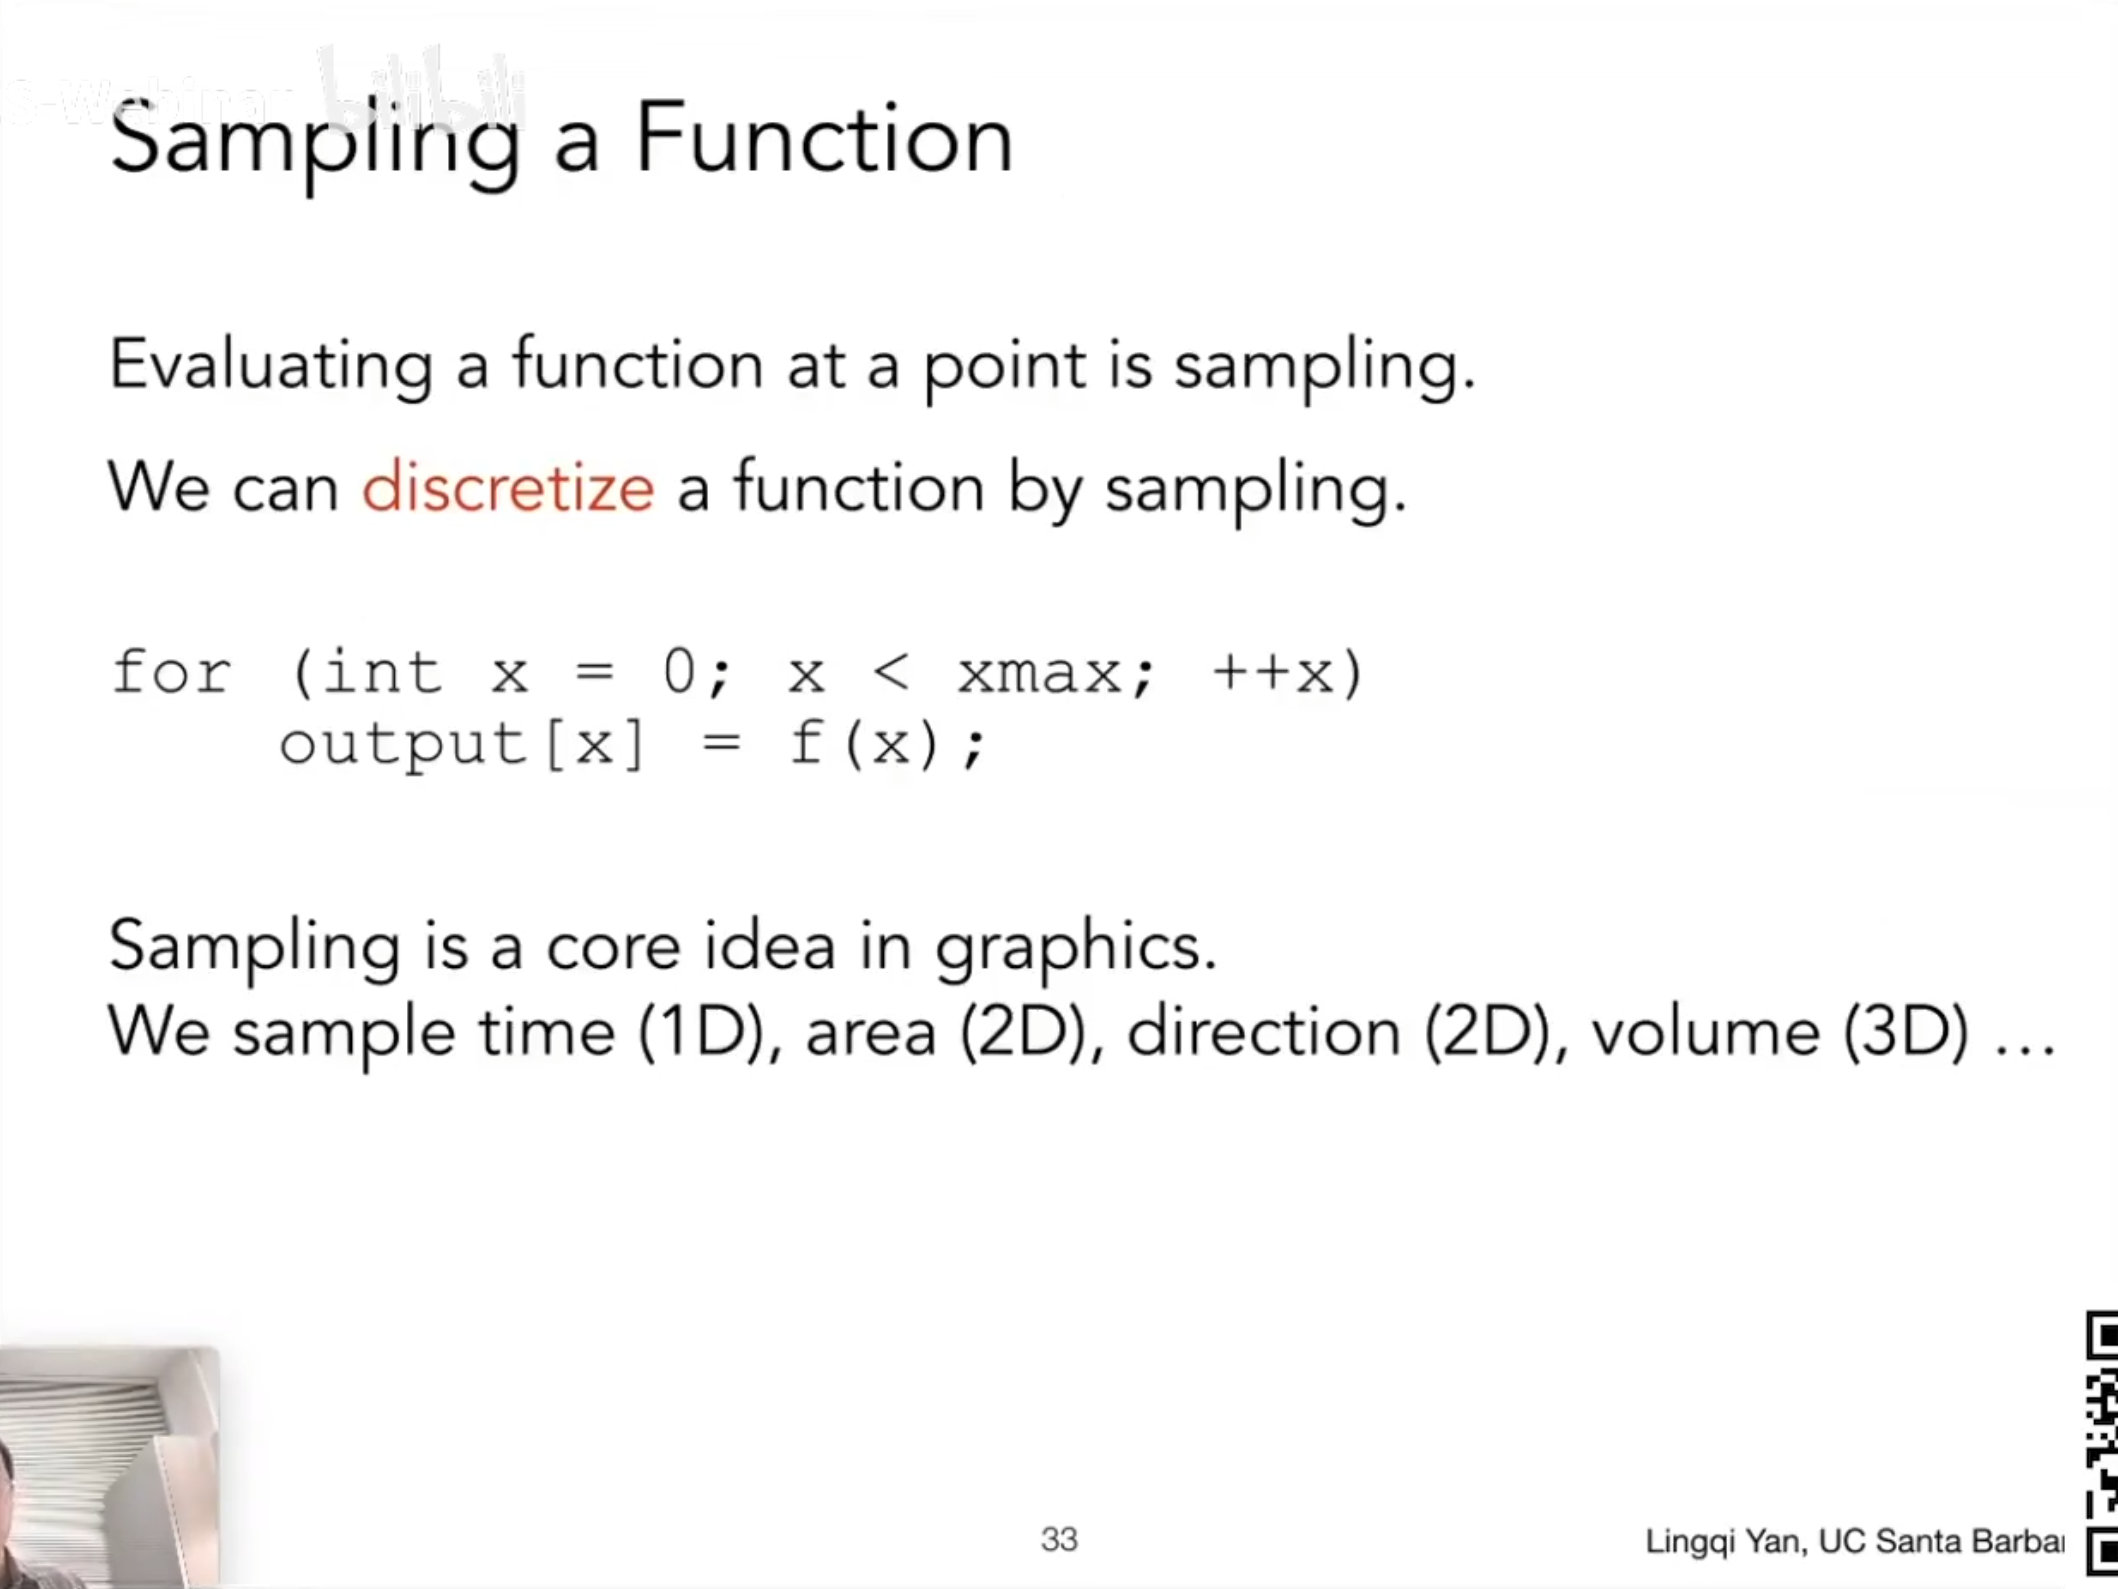 S-Webinar bilibili
Sampling a Function
Evaluating a function at a point is sampling.
We can discretize a function by sampling.
for (int x = 0; x < xmax; ++x)
output[x] = f(x);
Sampling is a core idea in graphics.
We sample time (1D), area (2D), direction (2D), volume (3D) ...
33
Lingqi Yan, UC Santa Barba